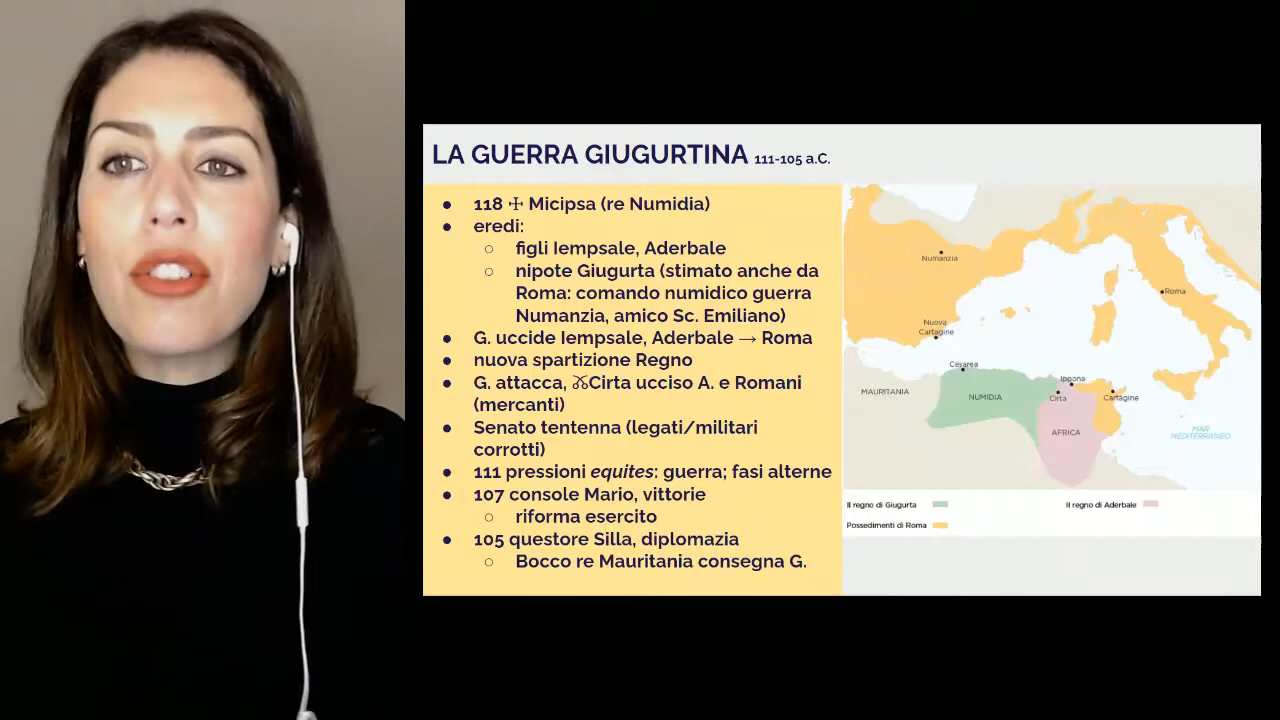 LA GUERRA GIUGURTINA 111-105 a.C.
● 118 ☩ Micipsa (re Numidia)
● eredi:
○ figli Iempsale, Aderbale
○ nipote Giugurta (stimato anche da
Roma: comando numidico guerra
Numanzia, amico Sc. Emiliano)
● G. uccide Iempsale, Aderbale → Roma
● nuova spartizione Regno
● G. attacca, ⚔Cirta ucciso A. e Romani
(mercanti)
● Senato tentenna (legati/militari
corrotti)
● 111 pressioni equites: guerra; fasi alterne
● 107 console Mario, vittorie
○ riforma esercito
● 105 questore Silla, diplomazia
○ Bocco re Mauritania consegna G.
Numanzia
Roma
Nuova
Cartagine
Cesarea
Ippona
MAURITANIA
NUMIDIA
Cirta
Cartagine
AFRICA
MAR
MEDITERRANEO
Il regno di Giugurta
Il regno di Aderbale
Possedimenti di Roma